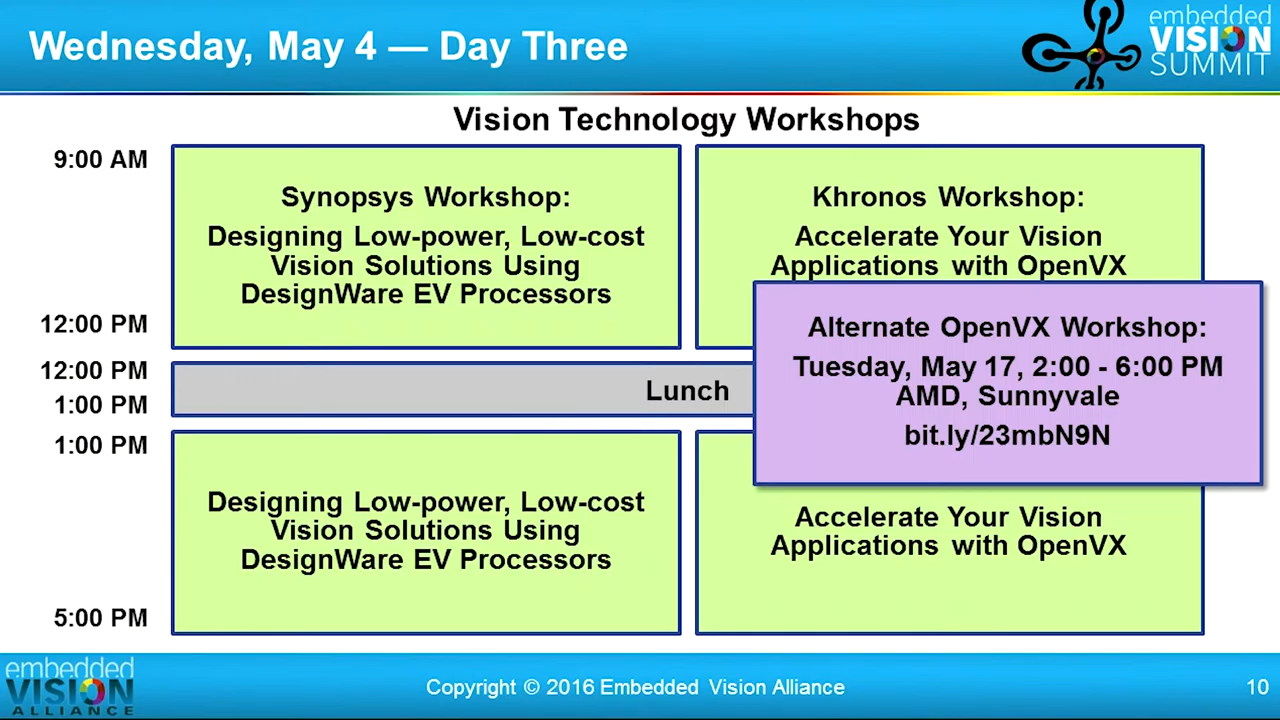 Wednesday, May 4 — Day Three
embedded
VISION
SUMMIT
Vision Technology Workshops
9:00 AM
Synopsys Workshop:
Designing Low-power, Low-cost
Vision Solutions Using
DesignWare EV Processors
Khronos Workshop:
Accelerate Your Vision
Applications with OpenVX
12:00 PM
Alternate OpenVX Workshop:
Tuesday, May 17, 2:00 - 6:00 PM
AMD, Sunnyvale
bit.ly/23mbN9N
12:00 PM
Lunch
1:00 PM
1:00 PM
Designing Low-power, Low-cost
Vision Solutions Using
DesignWare EV Processors
Accelerate Your Vision
Applications with OpenVX
5:00 PM
embedded
VISION
ALLIANCE
Copyright © 2016 Embedded Vision Alliance
10